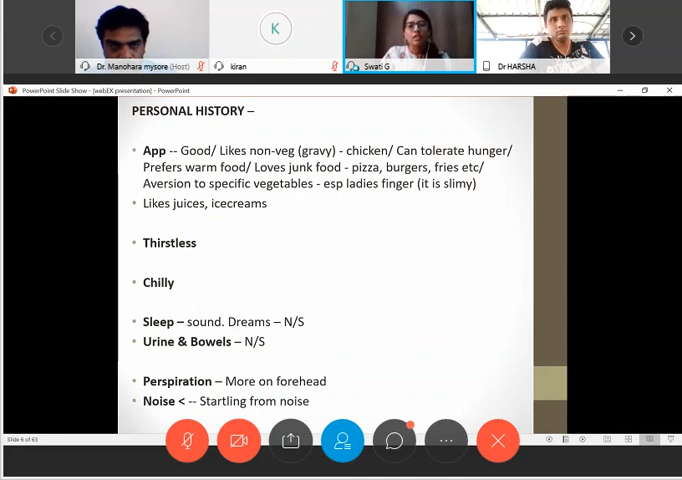 K
Dr. Manohara mysore (Host)
kiran
Swati G
Dr HARSHA
PowerPoint Slide Show - [webEX presentation] - PowerPoint
PERSONAL HISTORY –
• App -- Good/ Likes non-veg (gravy) - chicken/ Can tolerate hunger/
Prefers warm food/ Loves junk food - pizza, burgers, fries etc/
Aversion to specific vegetables - esp ladies finger (it is slimy)
• Likes juices, icecreams
• Thirstless
• Chilly
• Sleep – sound. Dreams – N/S
• Urine & Bowels – N/S
• Perspiration – More on forehead
• Noise < -- Startling from noise
Slide 6 of 63